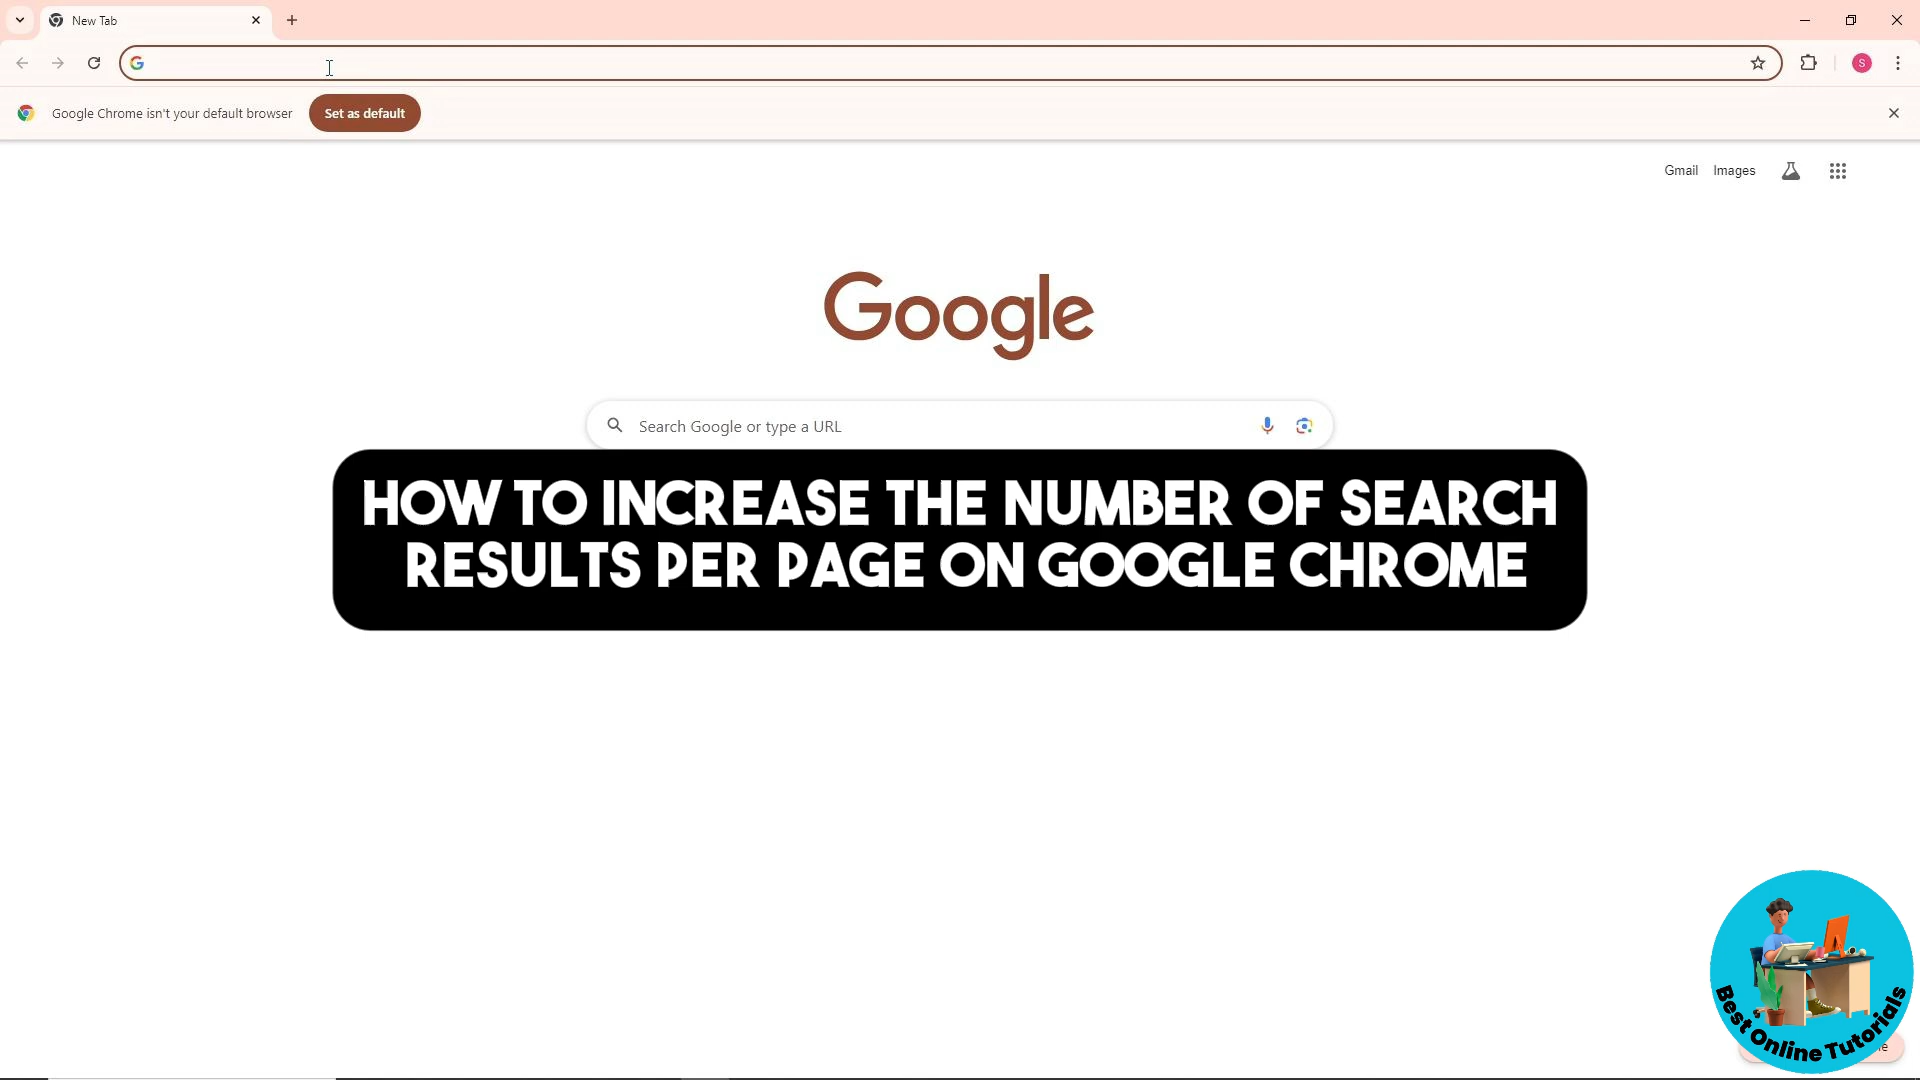 New Tab
Google Chrome isn't your default browser
Set as default
Gmail
Images
Google
Search Google or type a URL
HOW TO INCREASE THE NUMBER OF SEARCH
RESULTS PER PAGE ON GOOGLE CHROME
S
Best Online Tutorials